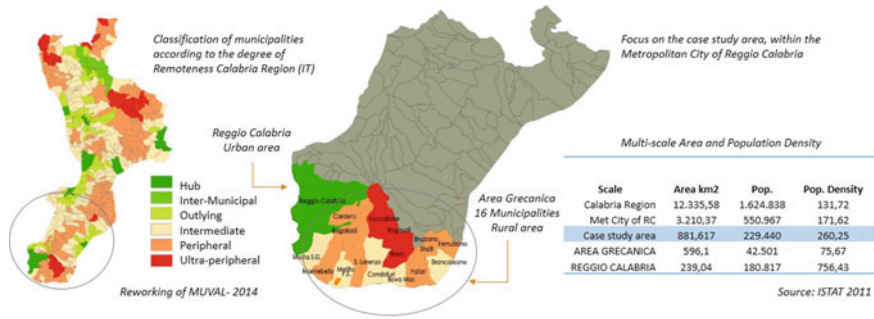 Classification of municipalities
according to the degree of
Remoteness Calabria Region (IT)
Focus on the case study area, within the
Metropolitan City of Reggio Calabria
Reggio Calabria
Urban area
Hub
Inter-Municipal
Outlying
Intermediate
Peripheral
Ultra-peripheral
Reworking of MUVAL- 2014
Reggio Calabria
Cardeto
Roccaforte
Bagaladi
Roghudi
Bruzzano
Ferruzzano
Staiti
Motta S.G.
S. Lorenzo
Bova
Brancaleone
Montebello
Melito
P.S.
Condofuri
Palizzi
Bova Mar.
Area Grecanica
16 Municipalities
Rural area
Multi-scale Area and Population Density
Scale Area km2 Pop. Pop. Density
Calabria Region 12.335,58 1.624.838 131,72
Met City of RC 3.210,37 550.967 171,62
Case study area 881,617 229.440 260,25
AREA GRECANICA 596,1 42.501 75,67
REGGIO CALABRIA 239,04 180.817 756,43
Source: ISTAT 2011